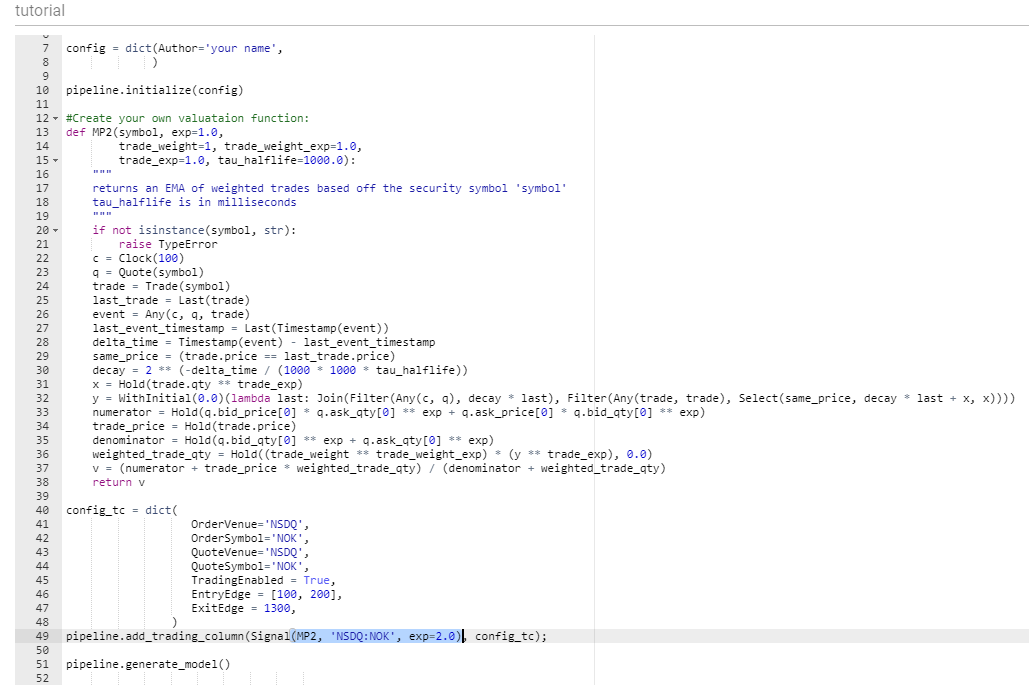 tutorial
7 config = dict(Author='your name',
8 )
9
10 pipeline.initialize(config)
11
12 #Create your own valuataion function:
13 def MP2(symbol, exp=1.0,
14 trade_weight=1, trade_weight_exp=1.0,
15 trade_exp=1.0, tau_halflife=1000.0):
16 """
17 returns an EMA of weighted trades based off the security symbol 'symbol'
18 tau_halflife is in milliseconds
19 """
20 if not isinstance(symbol, str):
21 raise TypeError
22 c = Clock(100)
23 q = Quote(symbol)
24 trade = Trade(symbol)
25 last_trade = Last(trade)
26 event = Any(c, q, trade)
27 last_event_timestamp = Last(Timestamp(event))
28 delta_time = Timestamp(event) - last_event_timestamp
29 same_price = (trade.price == last_trade.price)
30 decay = 2 ** (-delta_time / (1000 * 1000 * tau_halflife))
31 x = Hold(trade.qty ** trade_exp)
32 y = WithInitial(0.0)(lambda last: Join(Filter(Any(c, q), decay * last), Filter(Any(trade, trade), Select(same_price, decay * last + x, x))))
33 numerator = Hold(q.bid_price[0] * q.ask_qty[0] ** exp + q.ask_price[0] * q.bid_qty[0] ** exp)
34 trade_price = Hold(trade.price)
35 denominator = Hold(q.bid_qty[0] ** exp + q.ask_qty[0] ** exp)
36 weighted_trade_qty = Hold((trade_weight ** trade_weight_exp) * (y ** trade_exp), 0.0)
37 v = (numerator + trade_price * weighted_trade_qty) / (denominator + weighted_trade_qty)
38 return v
39
40 config_tc = dict(
41 OrderVenue='NSDQ',
42 OrderSymbol='NOK',
43 QuoteVenue='NSDQ',
44 QuoteSymbol='NOK',
45 TradingEnabled = True,
46 EntryEdge = [100, 200],
47 ExitEdge = 1300,
48 )
49 pipeline.add_trading_column(Signal(MP2, 'NSDQ:NOK', exp=2.0), config_tc);
50
51 pipeline.generate_model()
52